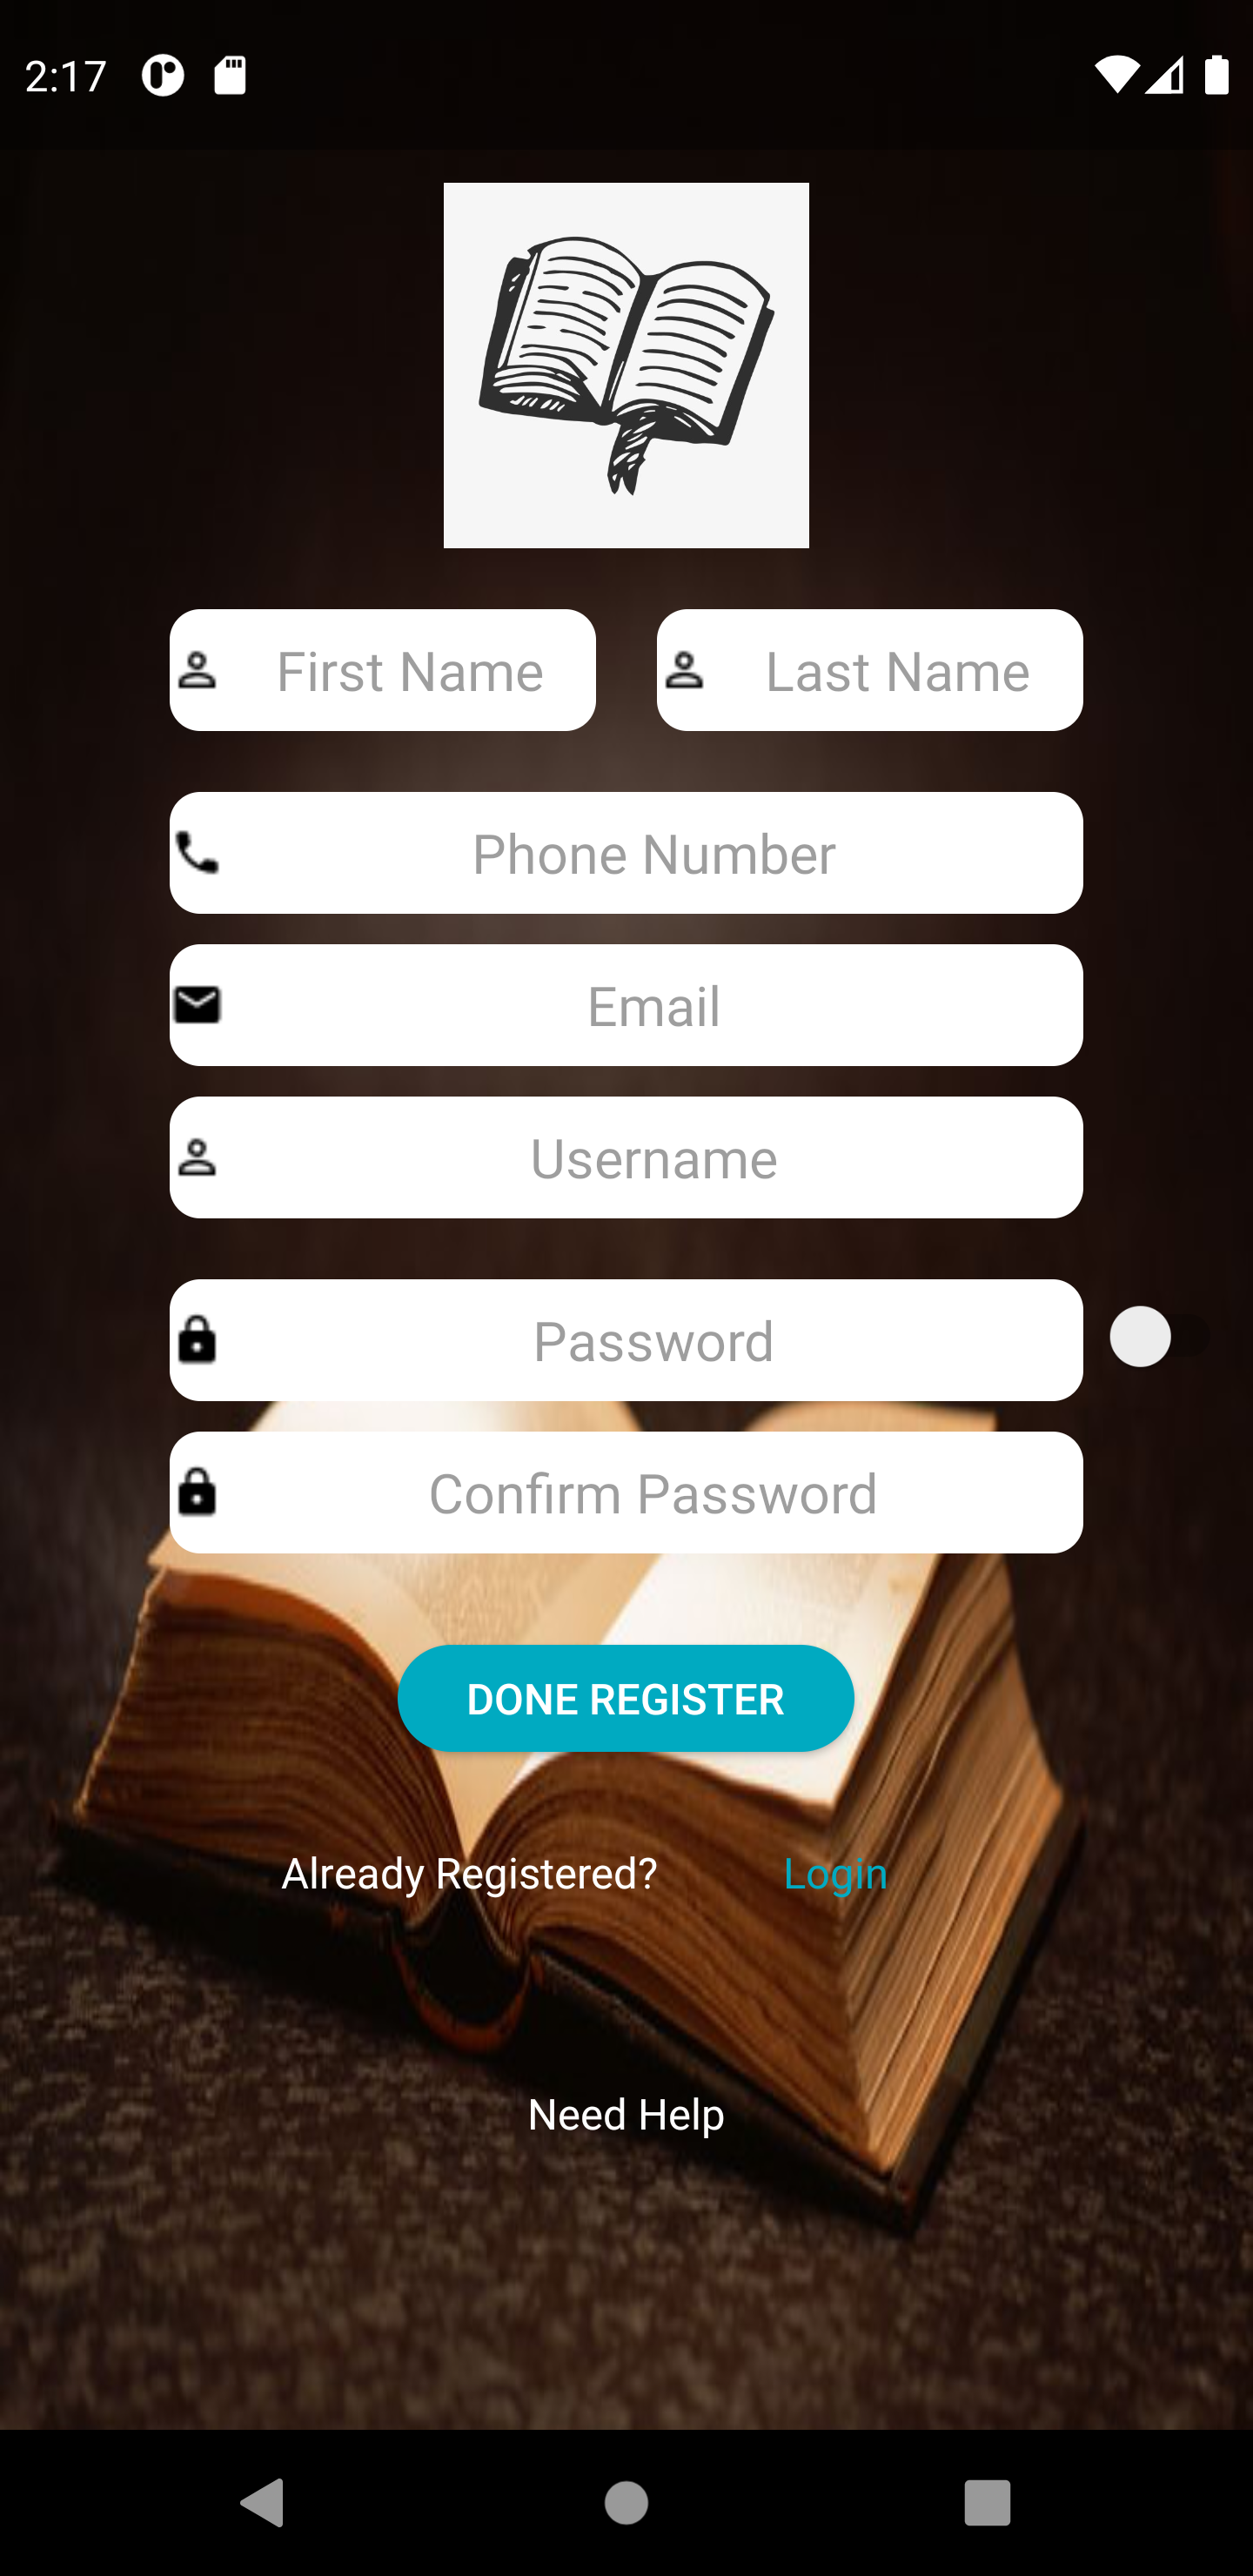 2:17
First Name
Last Name
Phone Number
Email
Username
Password
Confirm Password
DONE REGISTER
Already Registered? Login
Need Help